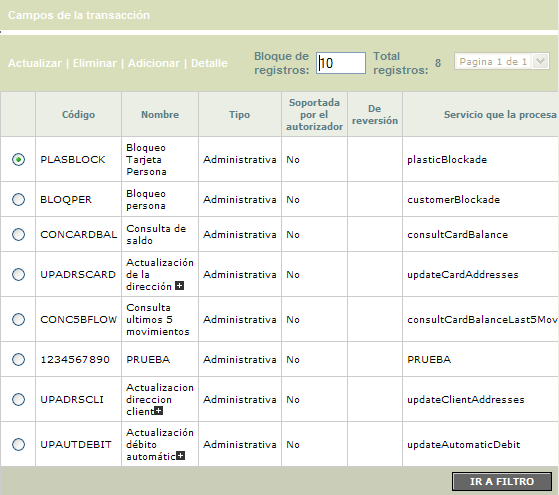 Campos de la transacción
Actualizar | Eliminar | Adicionar | Detalle
Bloque de registros: 10
Total registros: 8
Pagina 1 de 1
Código Nombre Tipo Soportada por el autorizador De reversión Servicio que la procesa
PLASBLOCK Bloqueo Tarjeta Persona Administrativa No plasticBlockade
BLOQPER Bloqueo persona Administrativa No customerBlockade
CONCARDBAL Consulta de saldo Administrativa No consultCardBalance
UPADRSCARD Actualización de la dirección Administrativa No updateCardAddresses
CONC5BFLOW Consulta ultimos 5 movimientos Administrativa No consultCardBalanceLast5Mov
1234567890 PRUEBA Administrativa No PRUEBA
UPADRSCLI Actualizacion direccion client Administrativa No updateClientAddresses
UPAUTDEBIT Actualización débito automátic Administrativa No updateAutomaticDebit
IR A FILTRO